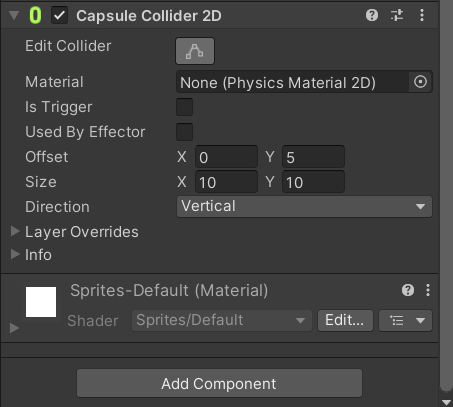 Capsule Collider 2D
Edit Collider
Material None (Physics Material 2D)
Is Trigger
Used By Effector
Offset X 0 Y 5
Size X 10 Y 10
Direction Vertical
Layer Overrides
Info
Sprites-Default (Material)
Shader Sprites/Default Edit...
Add Component